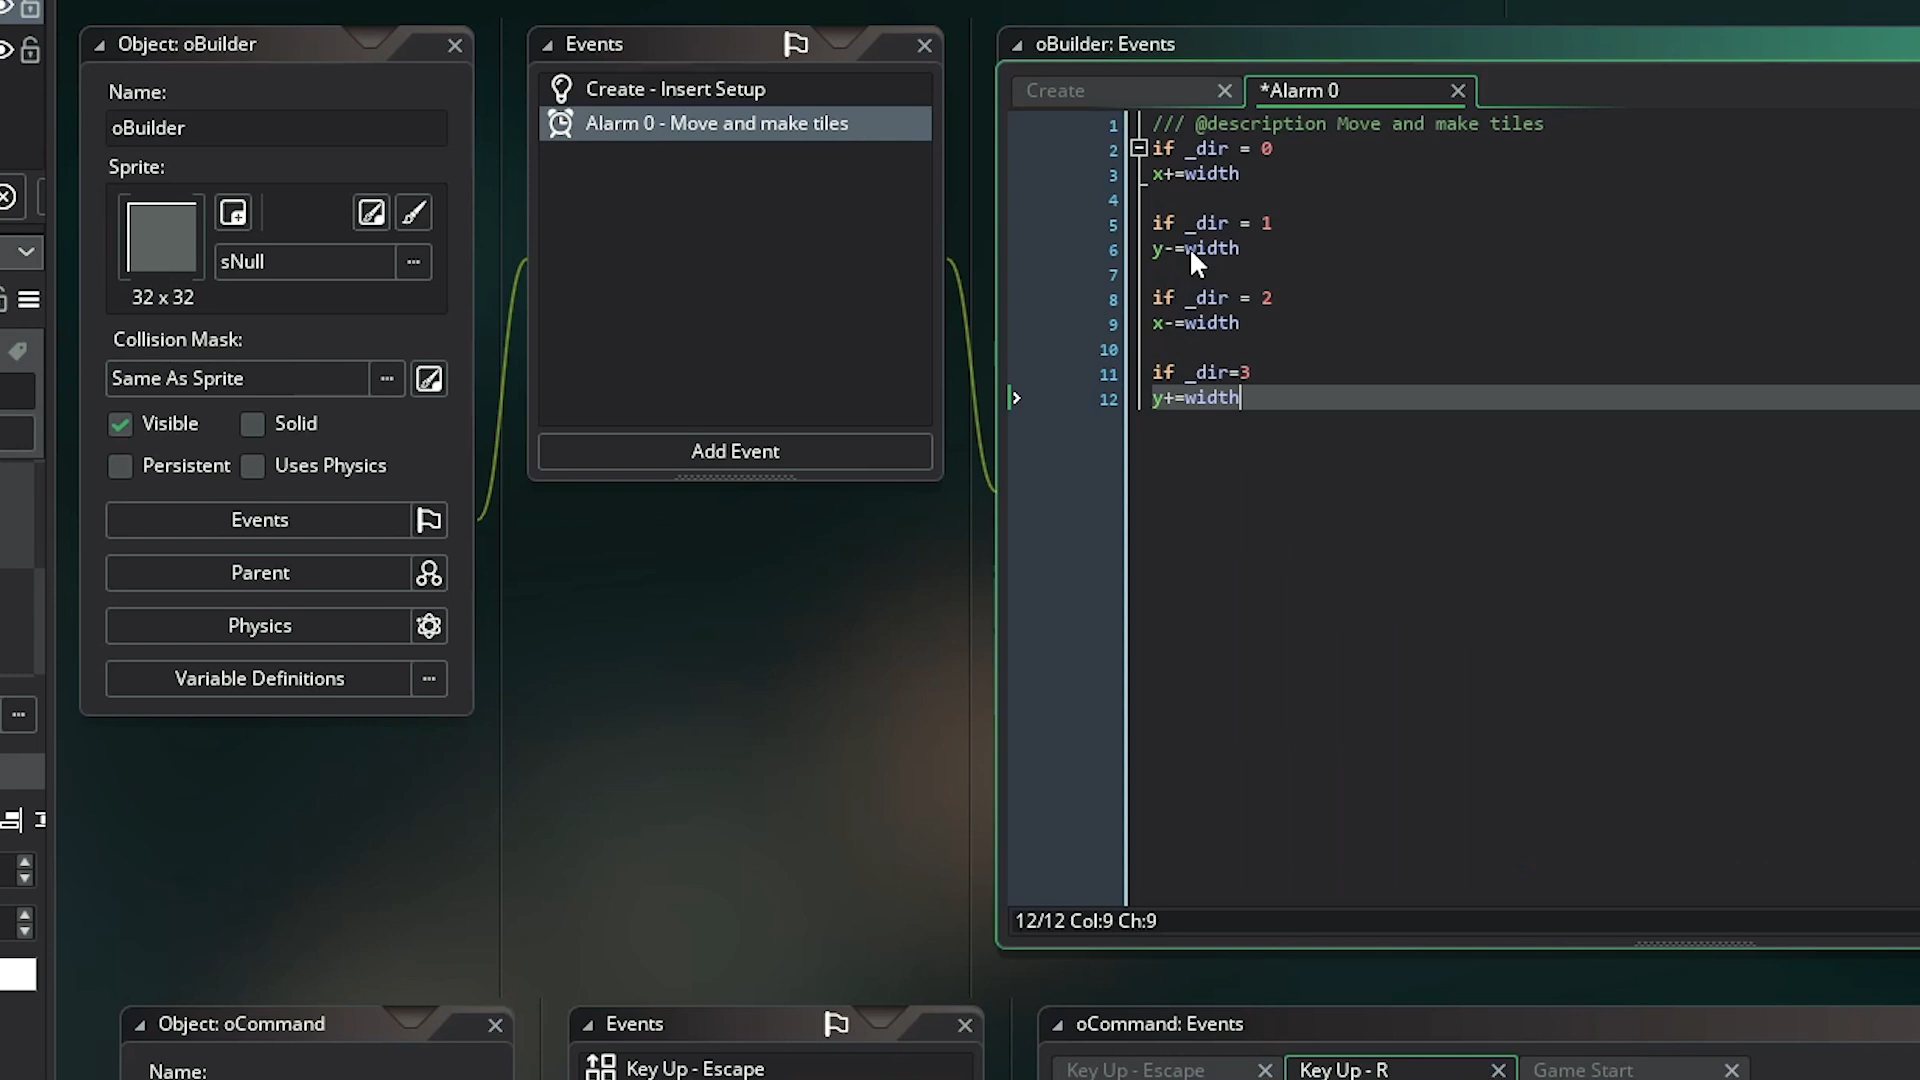 Object: oBuilder
Name:
oBuilder
Sprite:
sNull
...
32 x 32
Collision Mask:
Same As Sprite
...
Visible
Solid
Persistent
Uses Physics
Events
Parent
Physics
Variable Definitions
...
Events
Create - Insert Setup
Alarm 0 - Move and make tiles
Add Event
oBuilder: Events
Create
*Alarm 0
1 /// @description Move and make tiles
2 if _dir = 0
3 x+=width
4
5 if _dir = 1
6 y-=width
7
8 if _dir = 2
9 x-=width
10
11 if _dir=3
12 y+=width
12/12 Col:9 Ch:9
...
Object: oCommand
Name:
Events
Key Up - Escape
oCommand: Events
Key Up - Escape
Key Up - R
Game Start